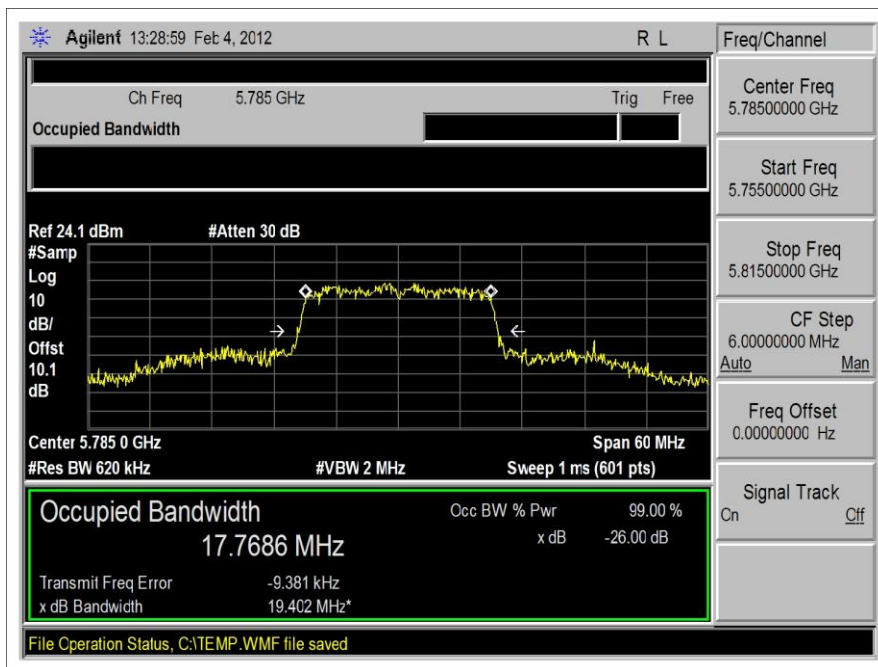 Agilent 13:28:59 Feb 4, 2012 R L
Freq/Channel
Ch Freq 5.785 GHz Trig Free
Occupied Bandwidth
Center Freq
5.78500000 GHz
Start Freq
5.75500000 GHz
Stop Freq
5.81500000 GHz
CF Step
6.00000000 MHz
Auto Man
Freq Offset
0.00000000 Hz
Signal Track
On Off
Ref 24.1 dBm #Atten 30 dB
#Samp
Log
10
dB/
Offst
10.1
dB
Center 5.785 0 GHz Span 60 MHz
#Res BW 620 kHz #VBW 2 MHz Sweep 1 ms (601 pts)
Occupied Bandwidth Occ BW % Pwr 99.00 %
17.7686 MHz x dB -26.00 dB
Transmit Freq Error -9.381 kHz
x dB Bandwidth 19.402 MHz*
File Operation Status, C:\TEMP.WMF file saved